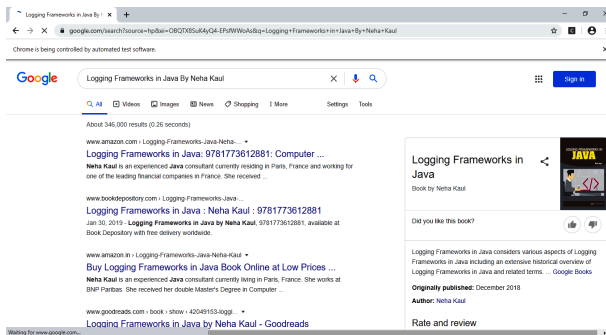 Logging Frameworks in Java By N
google.com/search?source=hp&ei=OBQTX8SuK4yQ4-EPsfWWoAs&q=Logging+Frameworks+in+Java+By+Neha+Kaul
Chrome is being controlled by automated test software.
Google
Logging Frameworks in Java By Neha Kaul
Sign in
All
Videos
Images
News
Shopping
More
Settings
Tools
About 346,000 results (0.26 seconds)
www.amazon.com › Logging-Frameworks-Java-Neha-...
Logging Frameworks in Java: 9781773612881: Computer ...
Neha Kaul is an experienced Java consultant currently residing in Paris, France and working for
one of the leading financial companies in France. She received ...
www.bookdepository.com › Logging-Frameworks-Java-...
Logging Frameworks in Java : Neha Kaul : 9781773612881
Jan 30, 2019 - Logging Frameworks in Java by Neha Kaul, 9781773612881, available at
Book Depository with free delivery worldwide.
www.amazon.in › Logging-Frameworks-Java-Neha-Kaul
Buy Logging Frameworks in Java Book Online at Low Prices ...
Neha Kaul is an experienced Java consultant currently living in Paris, France. She works at
BNP Paribas. She received her double Master's Degree in Computer ...
www.goodreads.com › book › show › 42049153-loggi...
Logging Frameworks in Java by Neha Kaul - Goodreads
Logging Frameworks in
Java
Book by Neha Kaul
JAVA
Did you like this book?
Logging Frameworks in Java considers various aspects of Logging
Frameworks in Java including an extensive historical overview of
Logging Frameworks in Java and related terms. ... Google Books
Originally published: December 2018
Author: Neha Kaul
Rate and review
Waiting for www.google.com...